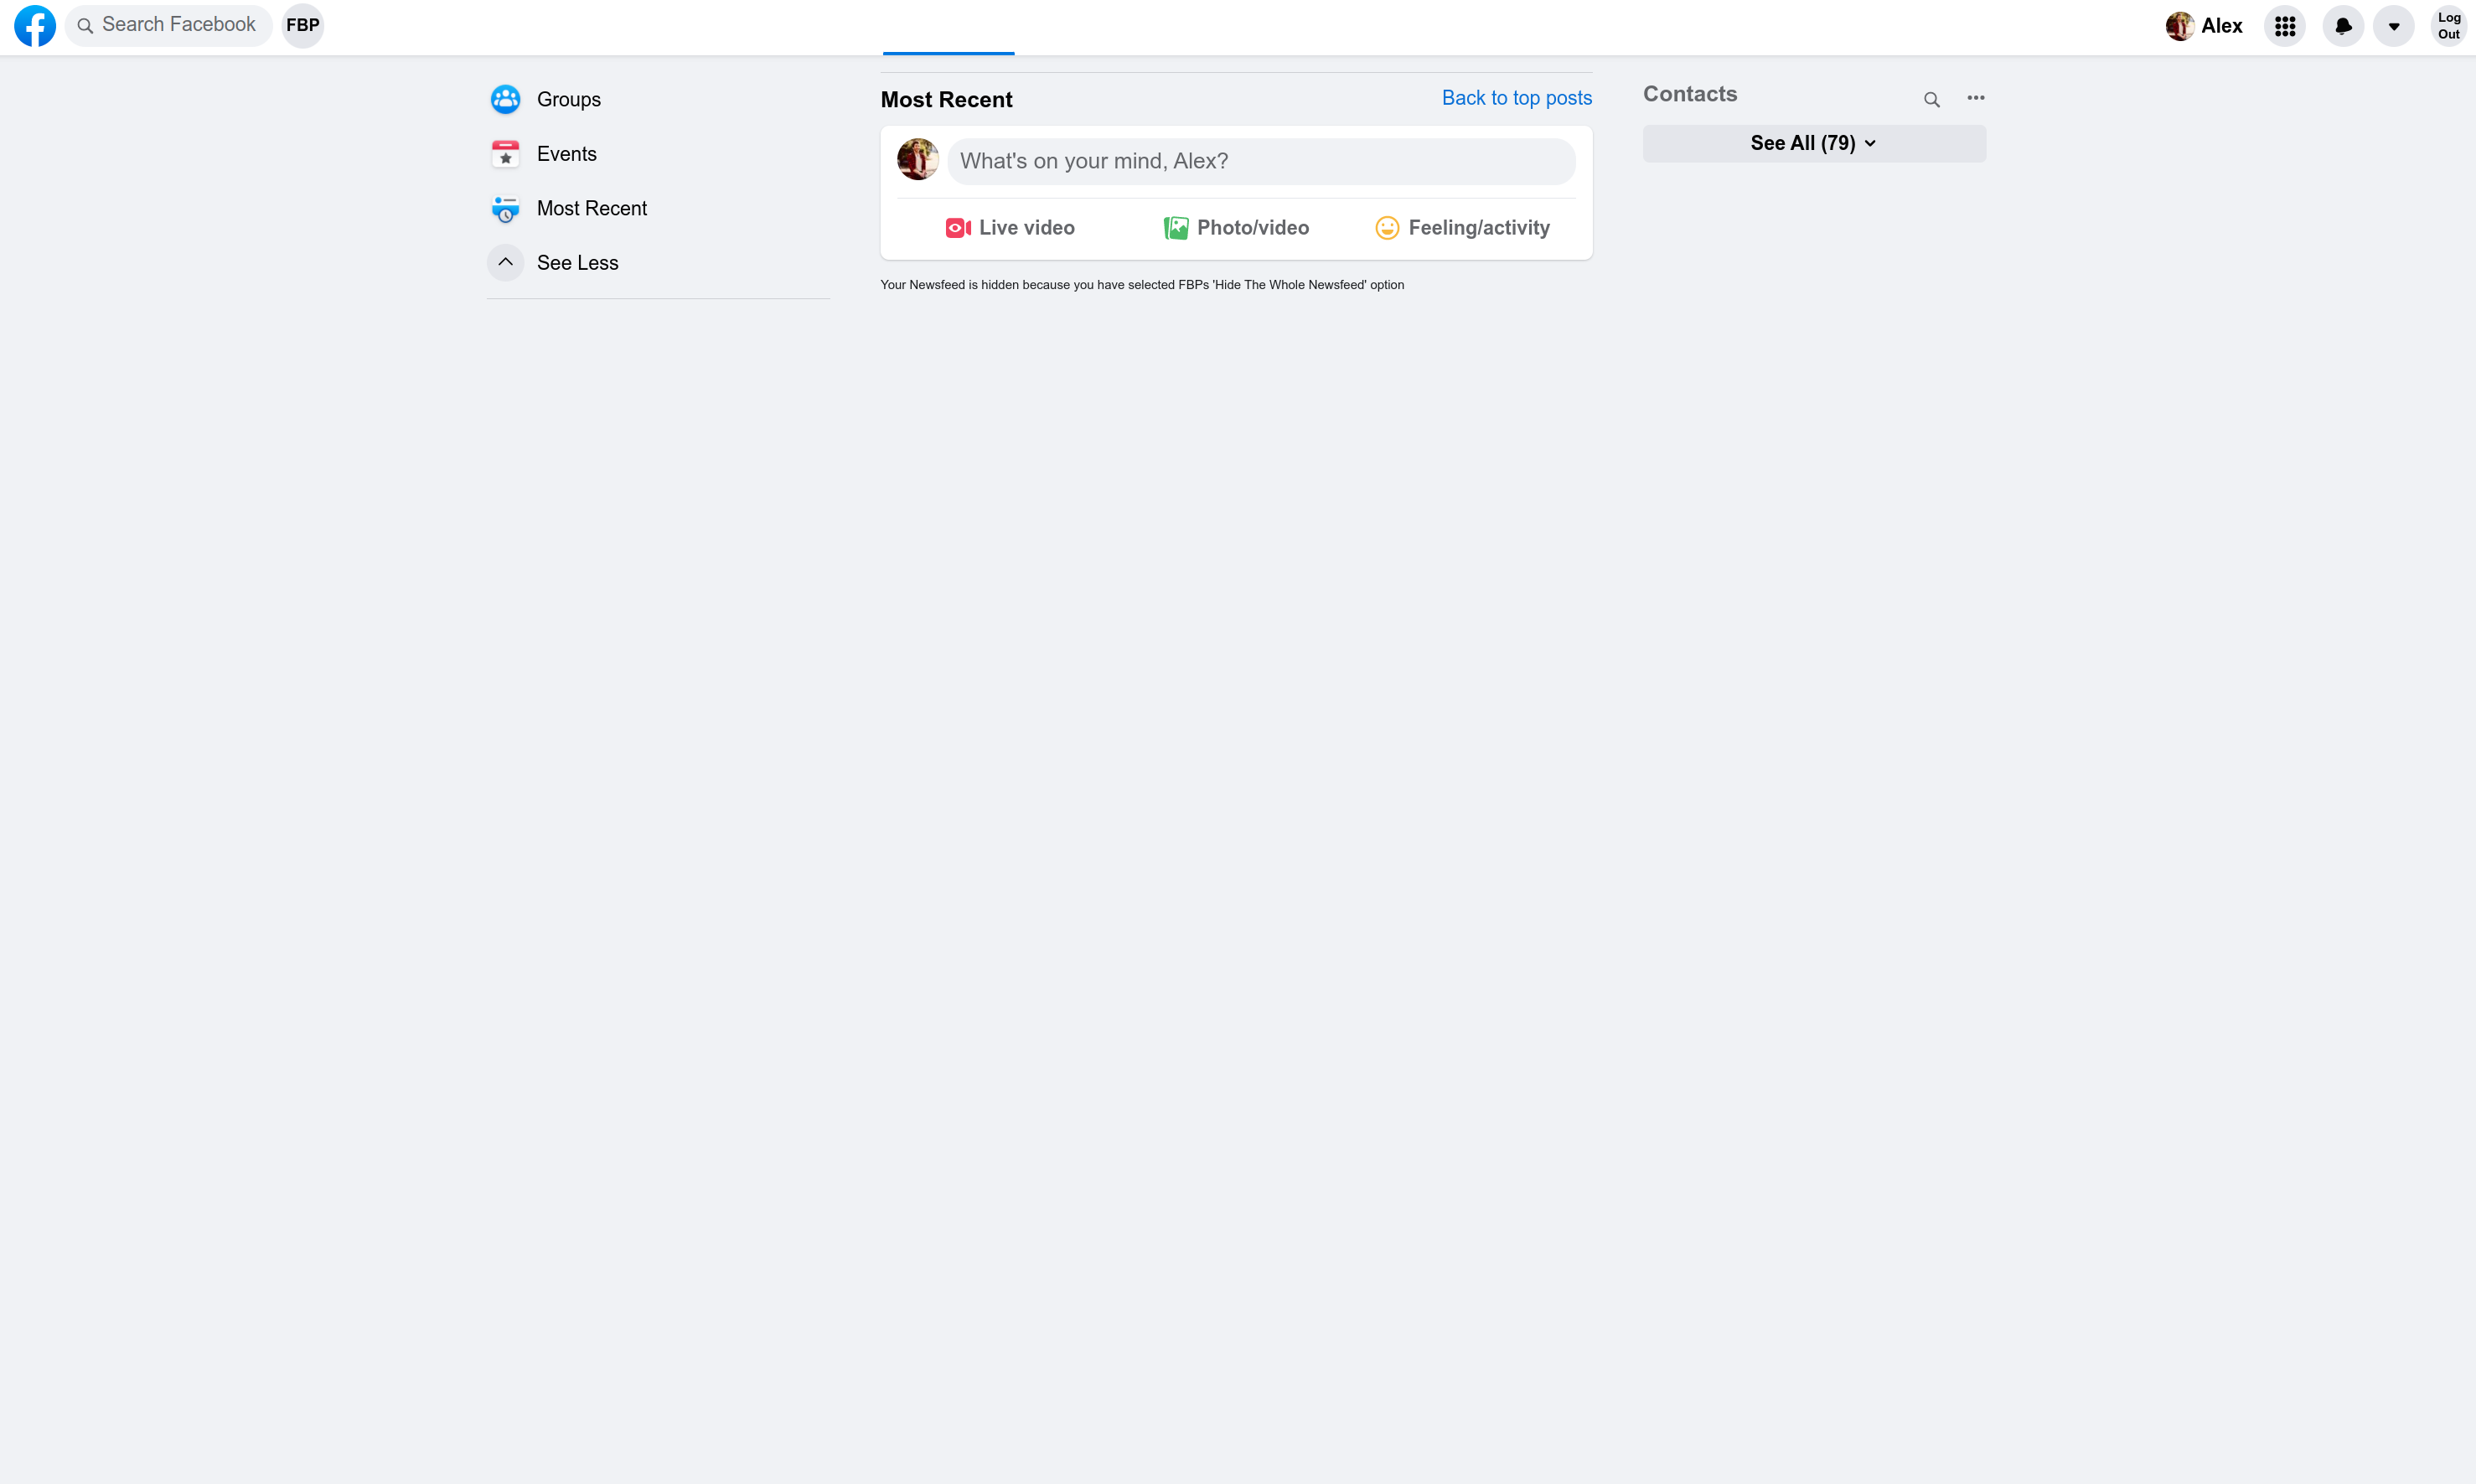 Search Facebook
FBP
Alex
Log
Out
Groups
Events
Most Recent
See Less
Most Recent
Back to top posts
What's on your mind, Alex?
Live video
Photo/video
Feeling/activity
Your Newsfeed is hidden because you have selected FBPs 'Hide The Whole Newsfeed' option
Contacts
See All (79)